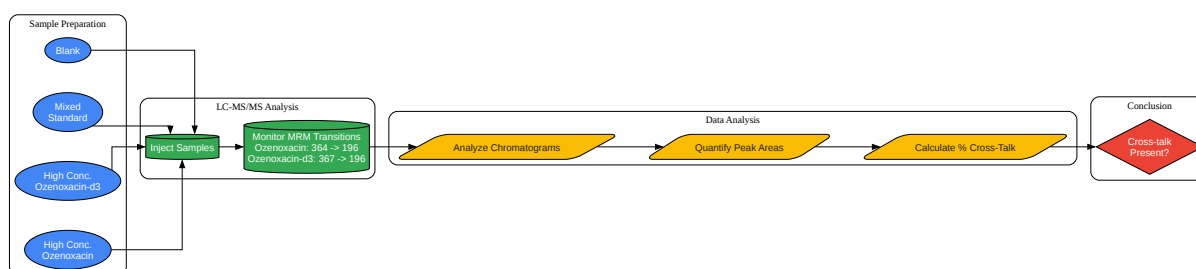 Sample Preparation
Blank
Mixed
Standard
High Conc.
Ozenoxacin-d3
High Conc.
Ozenoxacin
LC-MS/MS Analysis
Inject Samples
Monitor MRM Transitions
Ozenoxacin: 364 -> 196
Ozenoxacin-d3: 367 -> 196
Data Analysis
Analyze Chromatograms
Quantify Peak Areas
Calculate % Cross-Talk
Conclusion
Cross-talk
Present?